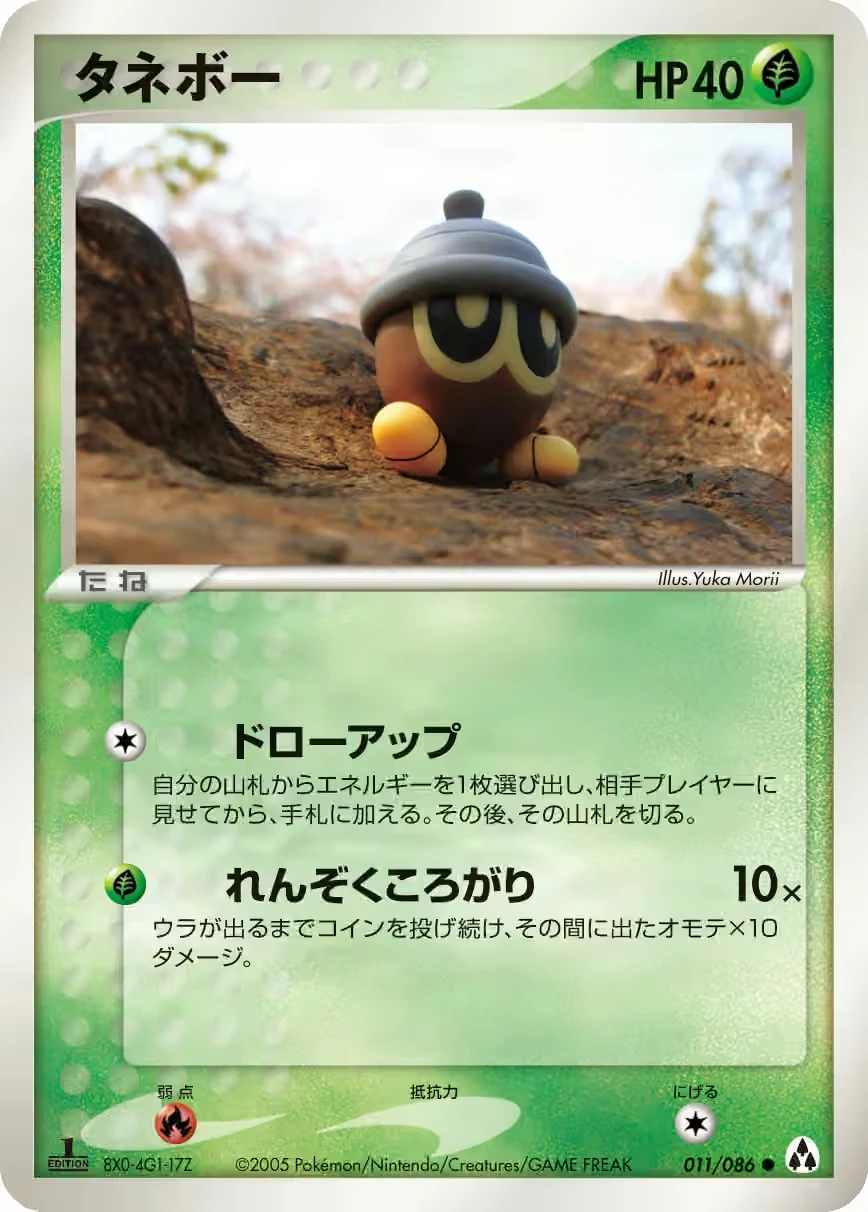 タネボー
HP40
たね
Illus.Yuka Morii
ドローアップ
自分の山札からエネルギーを1枚選び出し、相手プレイヤーに
見せてから、手札に加える。その後、その山札を切る。
れんぞくころがり 10×
ウラが出るまでコインを投げ続け、その間に出たオモテ×10
ダメージ。
弱点 抵抗力 にげる
1 EDITION 8X0-4G1-17Z ©2005 Pokémon/Nintendo/Creatures/GAME FREAK 011/086